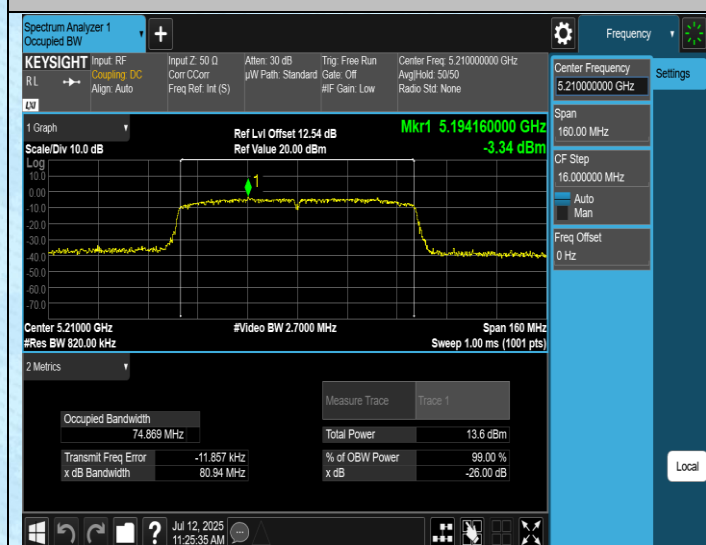 Spectrum Analyzer 1
Occupied BW
+
Frequency
KEYSIGHT
RL
LXI
Input: RF
Coupling: DC
Align: Auto
Input Z: 50 Ω
Corr CCorr
Freq Ref: Int (S)
Atten: 30 dB
µW Path: Standard
Trig: Free Run
Gate: Off
#IF Gain: Low
Center Freq: 5.210000000 GHz
Avg|Hold: 50/50
Radio Std: None
Center Frequency
5.210000000 GHz
Settings
Span
160.00 MHz
CF Step
16.000000 MHz
Auto
Man
Freq Offset
0 Hz
1 Graph
Scale/Div 10.0 dB
Ref Lvl Offset 12.54 dB
Ref Value 20.00 dBm
Mkr1 5.194160000 GHz
-3.34 dBm
Log
10.0
0.00
-10.0
-20.0
-30.0
-40.0
-50.0
-60.0
-70.0
1
Center 5.21000 GHz
#Res BW 820.00 kHz
#Video BW 2.7000 MHz
Span 160 MHz
Sweep 1.00 ms (1001 pts)
2 Metrics
Measure Trace Trace 1
Occupied Bandwidth
74.869 MHz
Total Power 13.6 dBm
Transmit Freq Error -11.857 kHz
% of OBW Power 99.00 %
x dB Bandwidth 80.94 MHz
x dB -26.00 dB
Local
?
Jul 12, 2025
11:25:35 AM